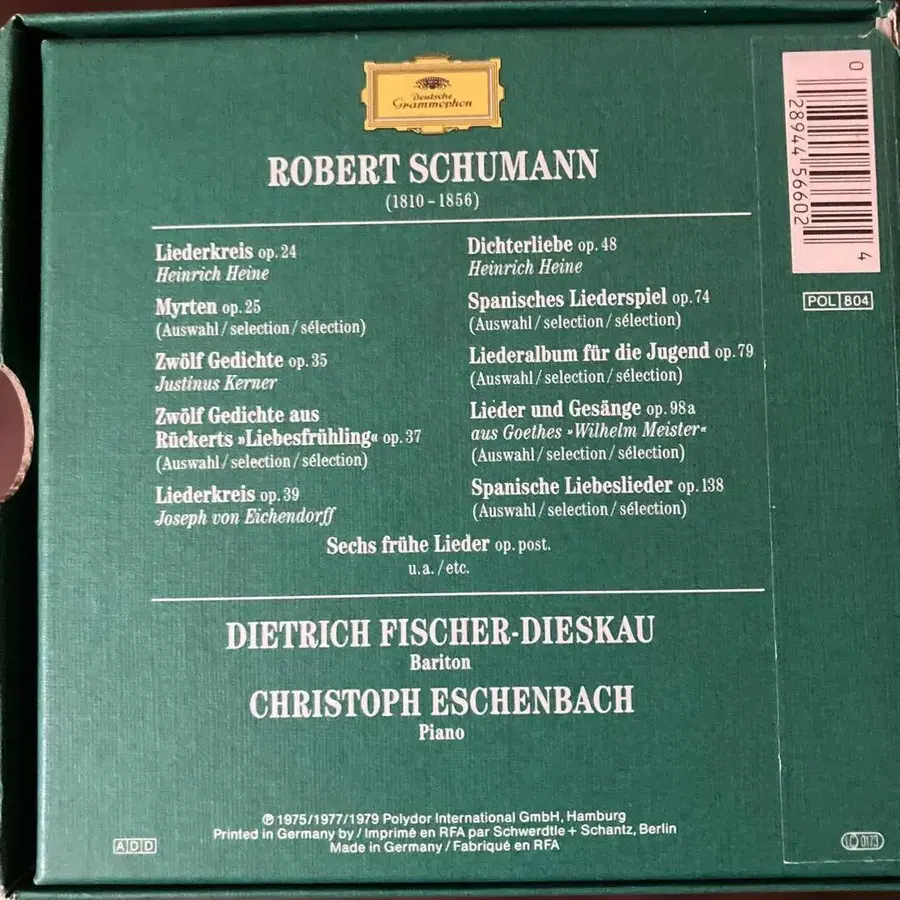 Deutsche
Grammophon
ROBERT SCHUMANN
(1810 – 1856)
Liederkreis op. 24
Heinrich Heine
Myrten op. 25
(Auswahl / selection / sélection)
Zwölf Gedichte op. 35
Justinus Kerner
Zwölf Gedichte aus
Rückerts »Liebesfrühling« op. 37
(Auswahl / selection / sélection)
Liederkreis op. 39
Joseph von Eichendorff
Dichterliebe op. 48
Heinrich Heine
Spanisches Liederspiel op. 74
(Auswahl / selection / sélection)
Liederalbum für die Jugend op. 79
(Auswahl / selection / sélection)
Lieder und Gesänge op. 98a
aus Goethes »Wilhelm Meister«
(Auswahl / selection / sélection)
Spanische Liebeslieder op. 138
(Auswahl / selection / sélection)
Sechs frühe Lieder op. post.
u.a. / etc.
DIETRICH FISCHER-DIESKAU
Bariton
CHRISTOPH ESCHENBACH
Piano
℗ 1975/1977/1979 Polydor International GmbH, Hamburg
Printed in Germany by / Imprimé en RFA par Schwerdtle + Schantz, Berlin
Made in Germany / Fabriqué en RFA
ADD
0 28944 56602 4
POL 804
LC 0173